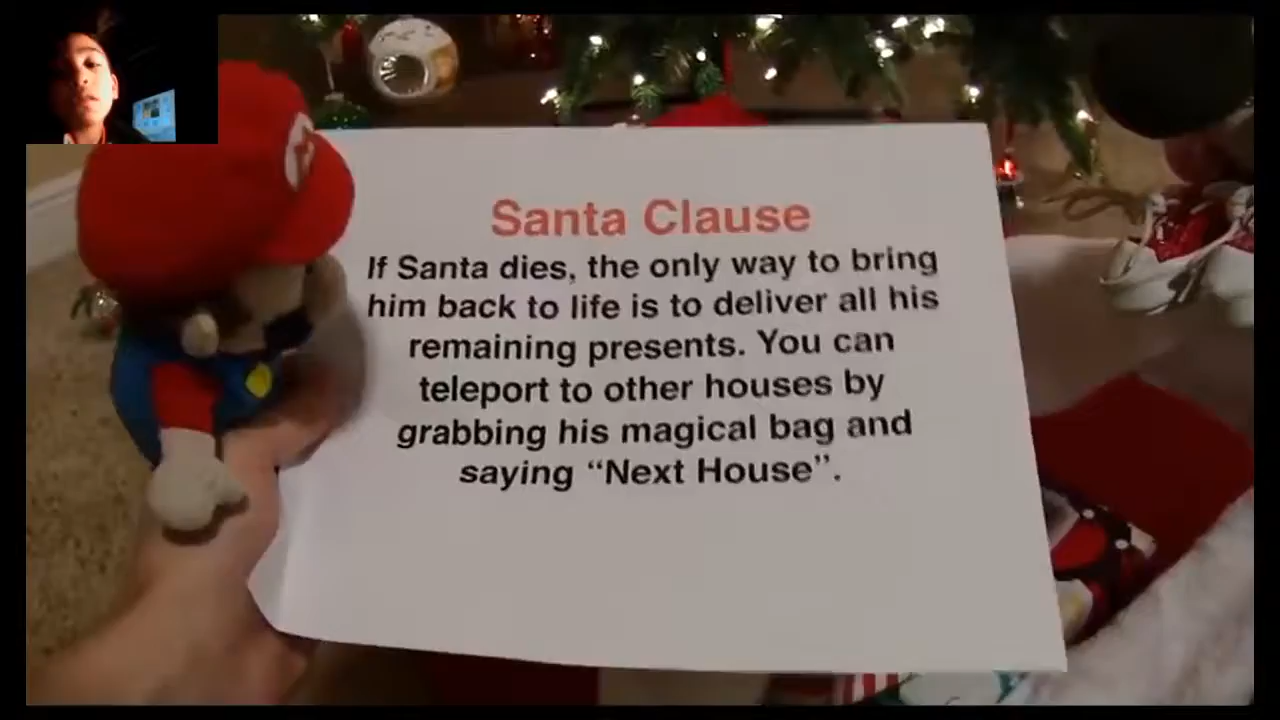 Santa Clause
If Santa dies, the only way to bring
him back to life is to deliver all his
remaining presents. You can
teleport to other houses by
grabbing his magical bag and
saying “Next House”.